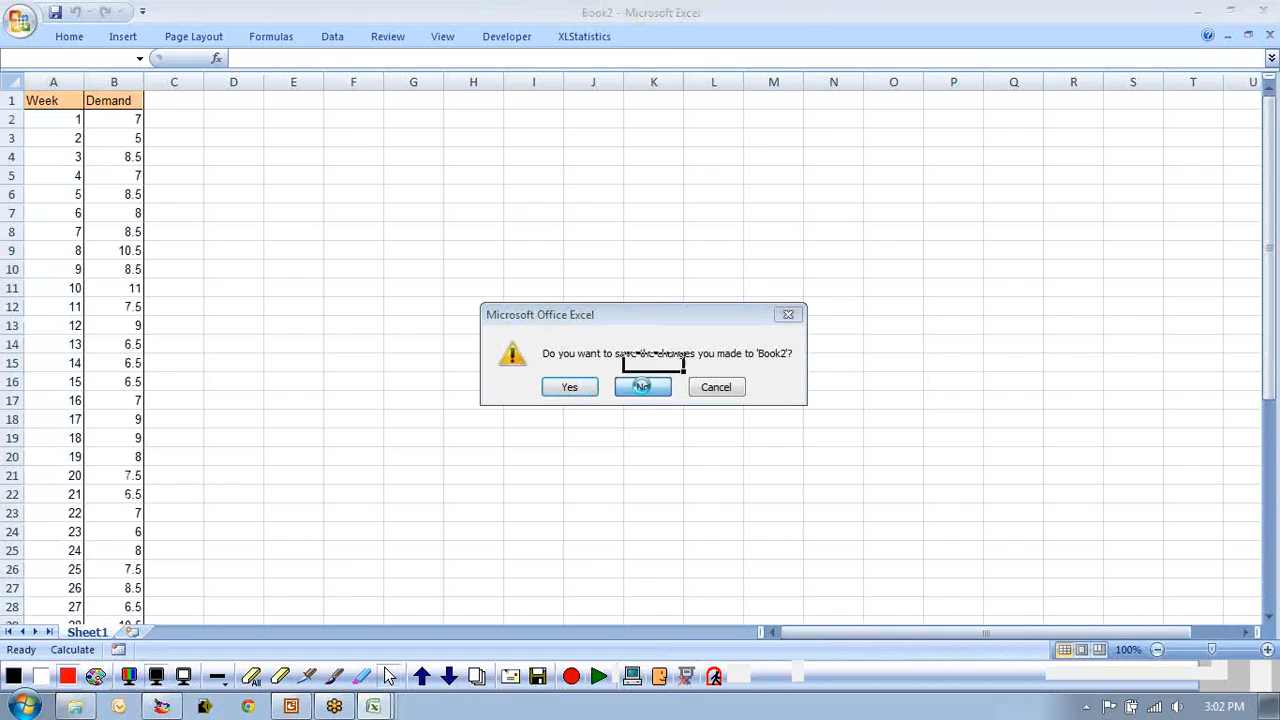 Book2 - Microsoft Excel
Home Insert Page Layout Formulas Data Review View Developer XLStatistics
fx
A B C D E F G H I J K L M N O P Q R S T U
1 Week Demand
2 1 7
3 2 5
4 3 8.5
5 4 7
6 5 8.5
7 6 8
8 7 8.5
9 8 10.5
10 9 8.5
11 10 11
12 11 7.5
13 12 9
14 13 6.5
15 14 6.5
16 15 6.5
17 16 7
18 17 9
19 18 9
20 19 8
21 20 7.5
22 21 6.5
23 22 7
24 23 6
25 24 8
26 25 7.5
27 26 8.5
28 27 6.5
Microsoft Office Excel
Do you want to save the changes you made to 'Book2'?
Yes No Cancel
Sheet1
Ready Calculate 100%
All
3:02 PM